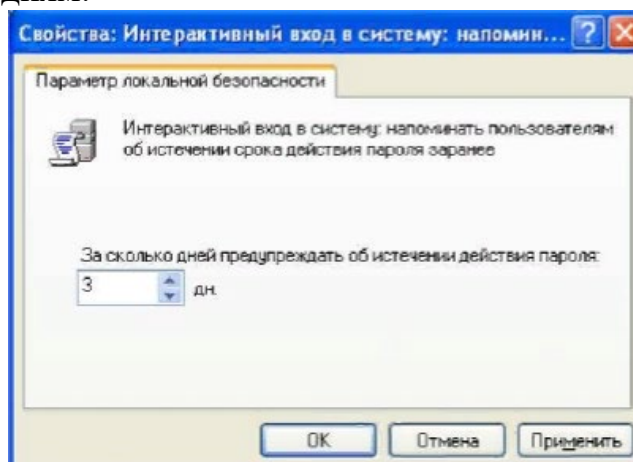 Свойства: Интерактивный вход в систему: напомин...
Параметр локальной безопасности
Интерактивный вход в систему: напоминать пользователям
об истечении срока действия пароля заранее
За сколько дней предупреждать об истечении действия пароля:
3 дн.
OK Отмена Применить